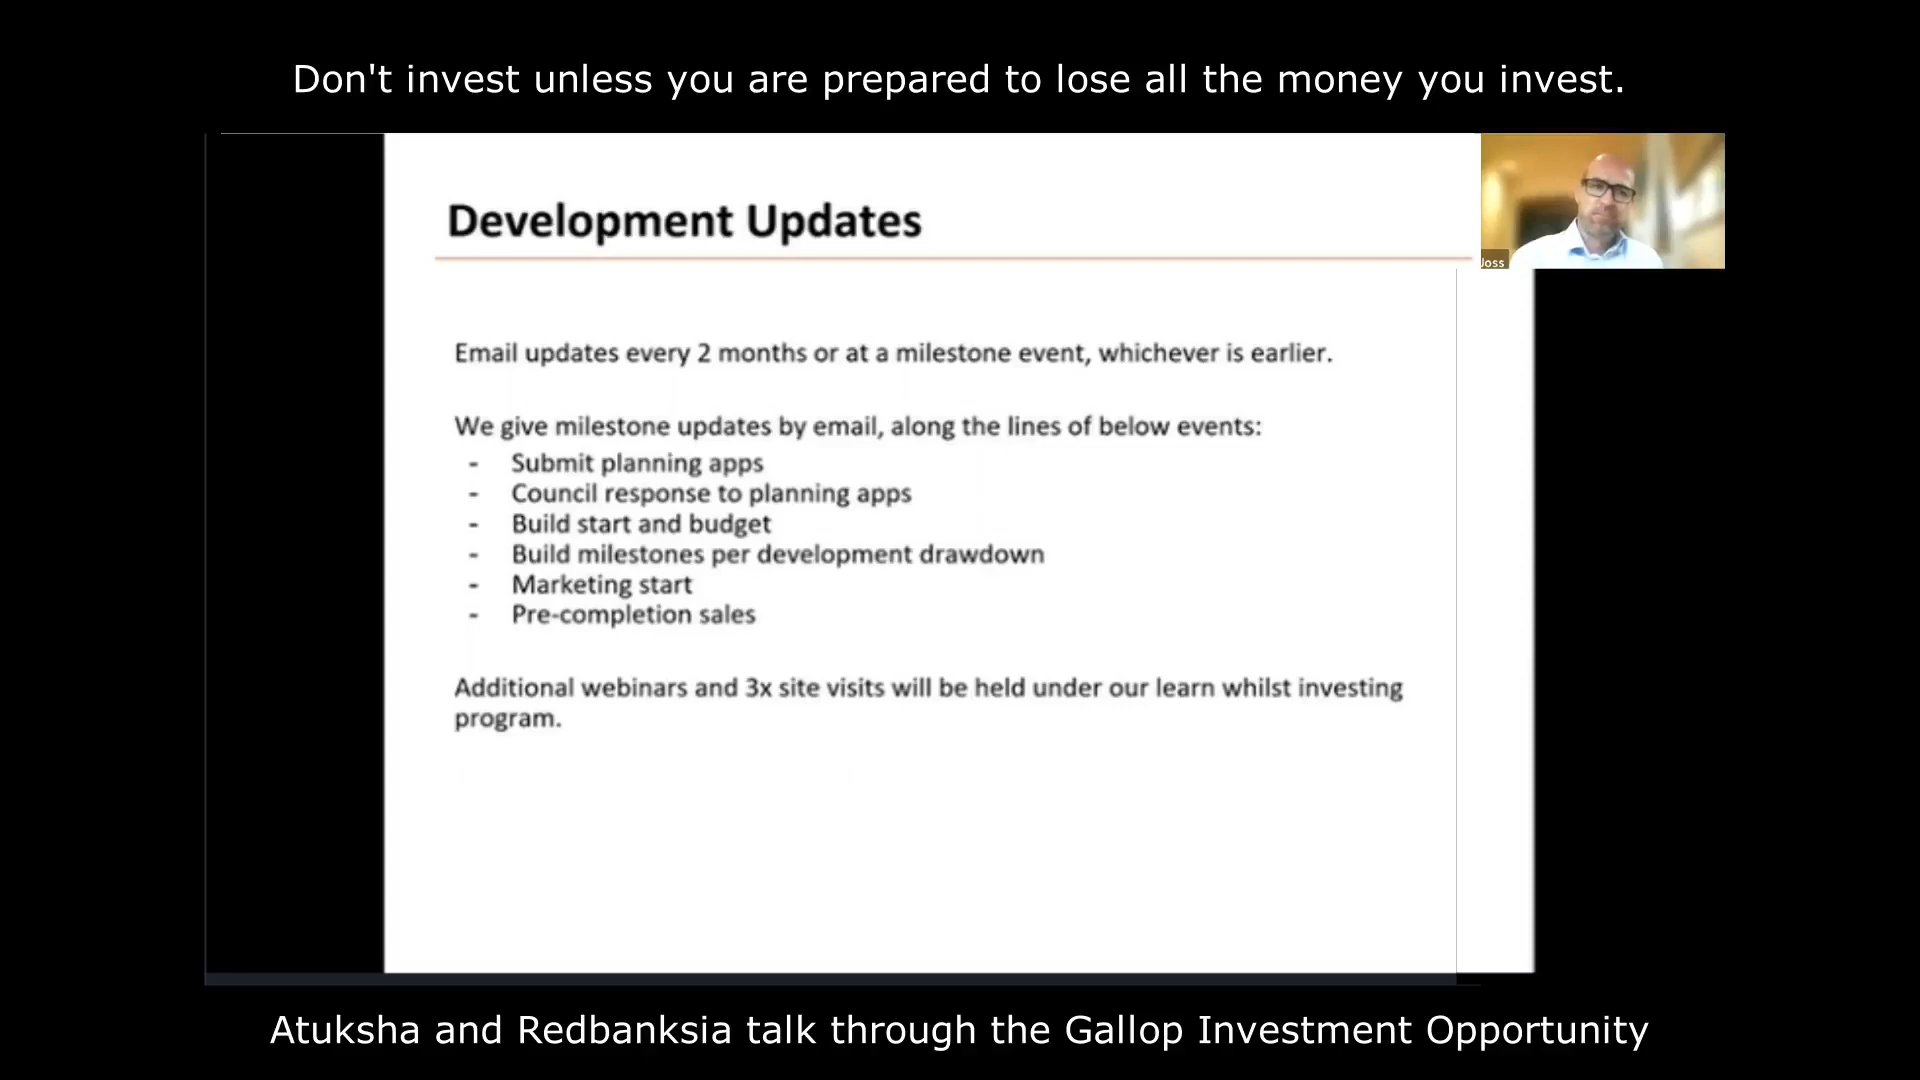 Don't invest unless you are prepared to lose all the money you invest.
Development Updates
Joss
Email updates every 2 months or at a milestone event, whichever is earlier.
We give milestone updates by email, along the lines of below events:
- Submit planning apps
- Council response to planning apps
- Build start and budget
- Build milestones per development drawdown
- Marketing start
- Pre-completion sales
Additional webinars and 3x site visits will be held under our learn whilst investing
program.
Atuksha and Redbanksia talk through the Gallop Investment Opportunity